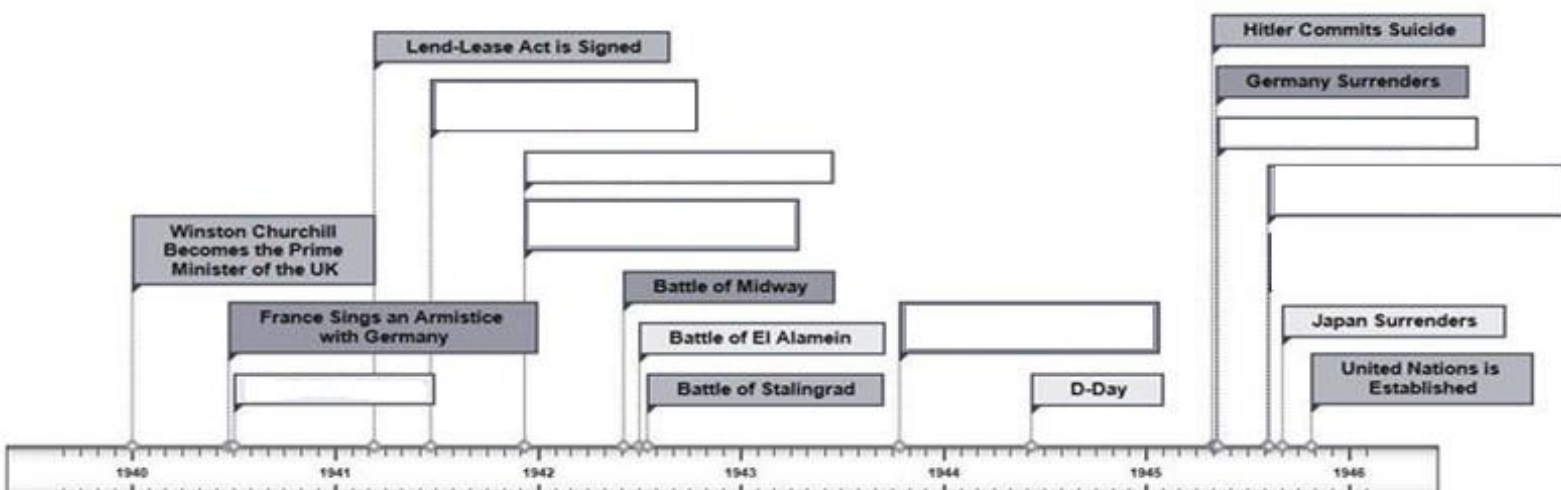 Lend-Lease Act is Signed
Hitler Commits Suicide
Germany Surrenders
Winston Churchill
Becomes the Prime
Minister of the UK
Battle of Midway
France Sings an Armistice
with Germany
Battle of El Alamein
Japan Surrenders
Battle of Stalingrad
D-Day
United Nations is
Established
1940
1941
1942
1943
1944
1945
1946